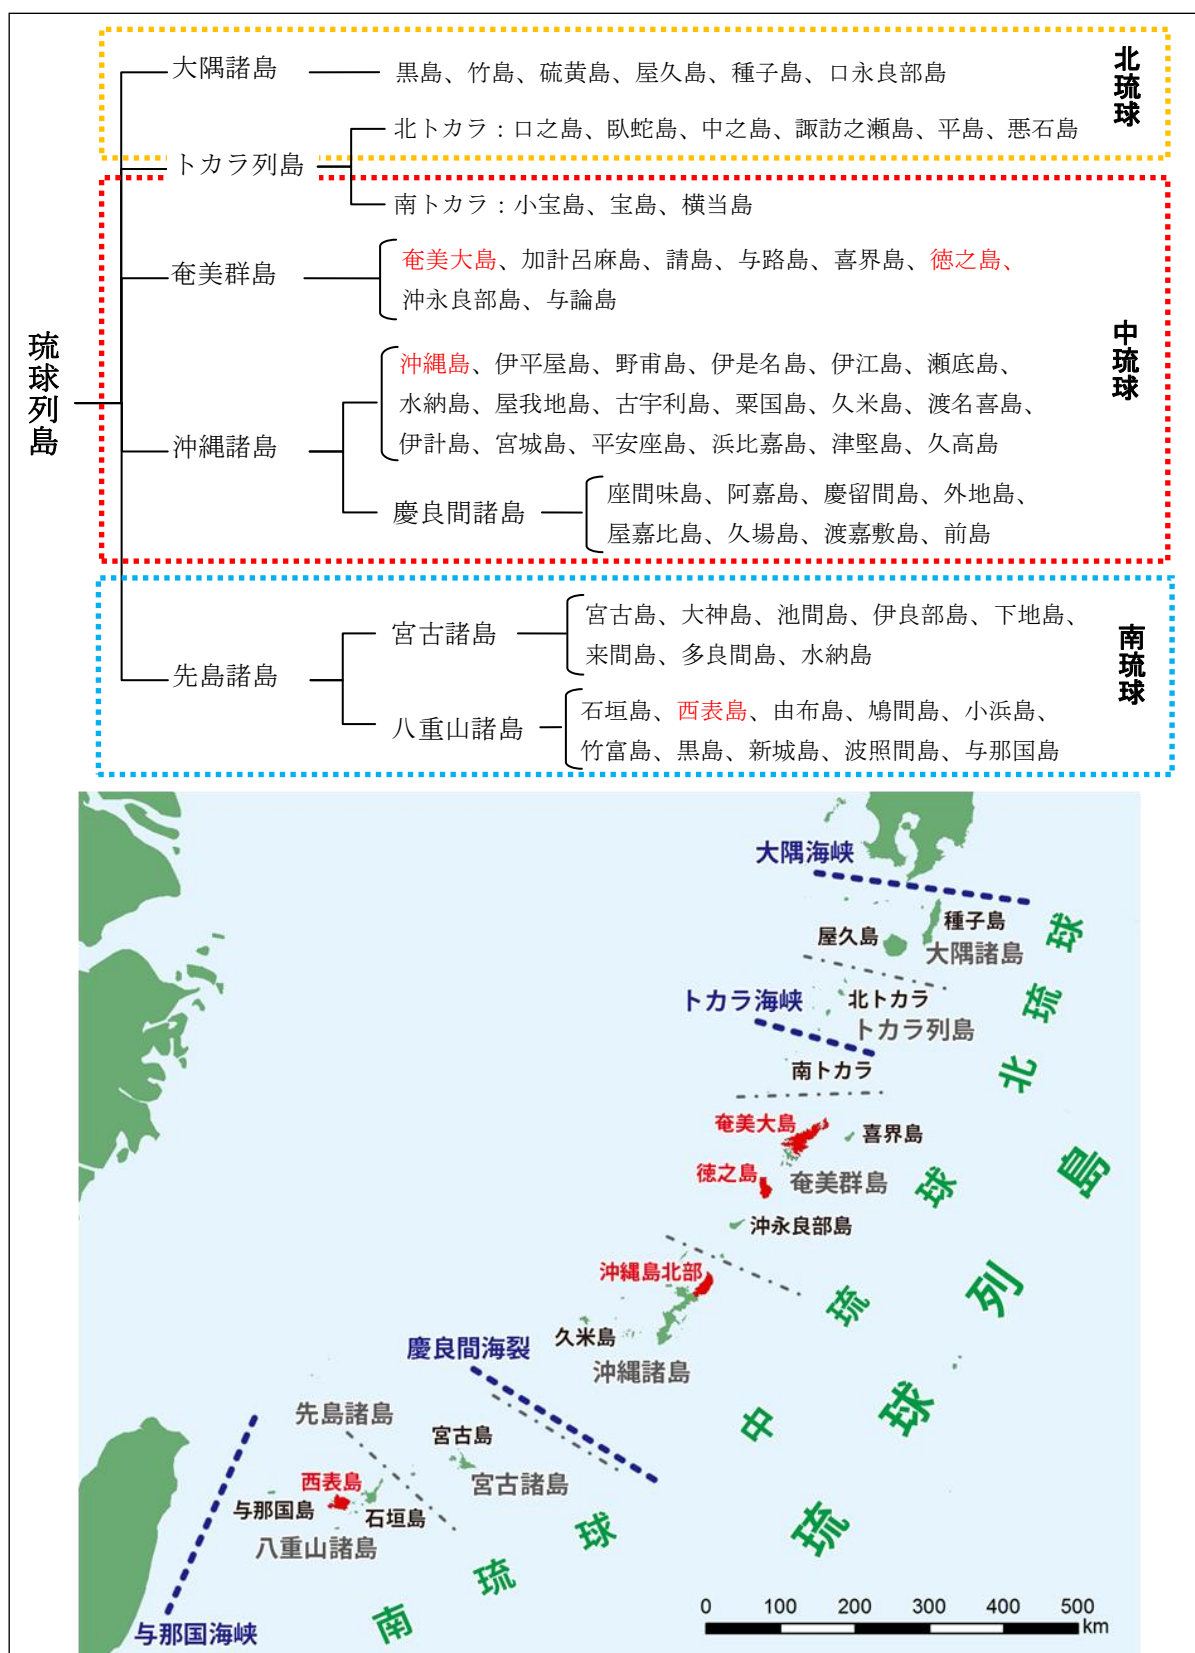 大隅諸島
黒島、竹島、硫黄島、屋久島、種子島、口永良部島
北琉球
トカラ列島
北トカラ：口之島、臥蛇島、中之島、諏訪之瀬島、平島、悪石島
南トカラ：小宝島、宝島、横当島
奄美群島
奄美大島、加計呂麻島、請島、与路島、喜界島、徳之島、
沖永良部島、与論島
中琉球
琉球列島
沖縄諸島
沖縄島、伊平屋島、野甫島、伊是名島、伊江島、瀬底島、
水納島、屋我地島、古宇利島、粟国島、久米島、渡名喜島、
伊計島、宮城島、平安座島、浜比嘉島、津堅島、久高島
慶良間諸島
座間味島、阿嘉島、慶留間島、外地島、
屋嘉比島、久場島、渡嘉敷島、前島
先島諸島
宮古諸島
宮古島、大神島、池間島、伊良部島、下地島、
来間島、多良間島、水納島
南琉球
八重山諸島
石垣島、西表島、由布島、鳩間島、小浜島、
竹富島、黒島、新城島、波照間島、与那国島
大隅海峡
種子島
屋久島
大隅諸島
北琉球
トカラ海峡
北トカラ
トカラ列島
南トカラ
奄美大島
喜界島
徳之島
奄美群島
沖永良部島
中琉球
琉球列島
沖縄島北部
久米島
沖縄諸島
慶良間海裂
先島諸島
宮古島
宮古諸島
西表島
与那国島
石垣島
八重山諸島
南琉球
与那国海峡
0 100 200 300 400 500
km